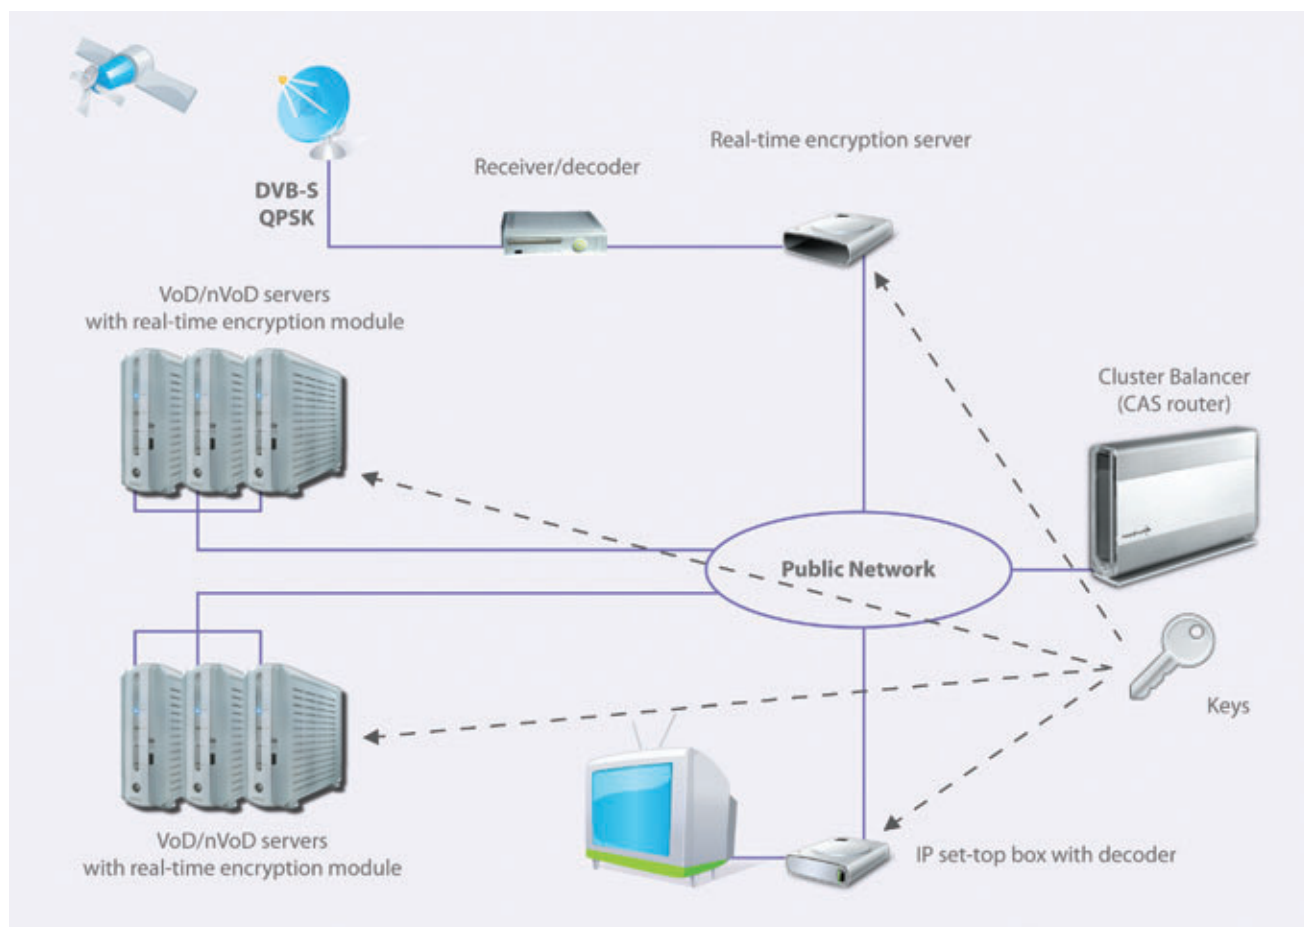 Real-time encryption server
Receiver/decoder
DVB-S
QPSK
VoD/nVoD servers
with real-time encryption module
Cluster Balancer
(CAS router)
Public Network
Keys
VoD/nVoD servers
with real-time encryption module
IP set-top box with decoder